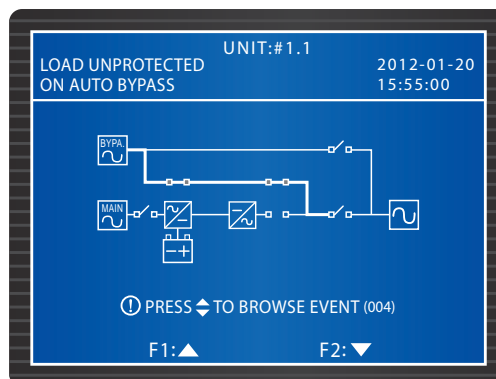 UNIT:#1.1
LOAD UNPROTECTED
ON AUTO BYPASS
2012-01-20
15:55:00
BYPA.
MAIN
PRESS TO BROWSE EVENT (004)
F1:
F2: